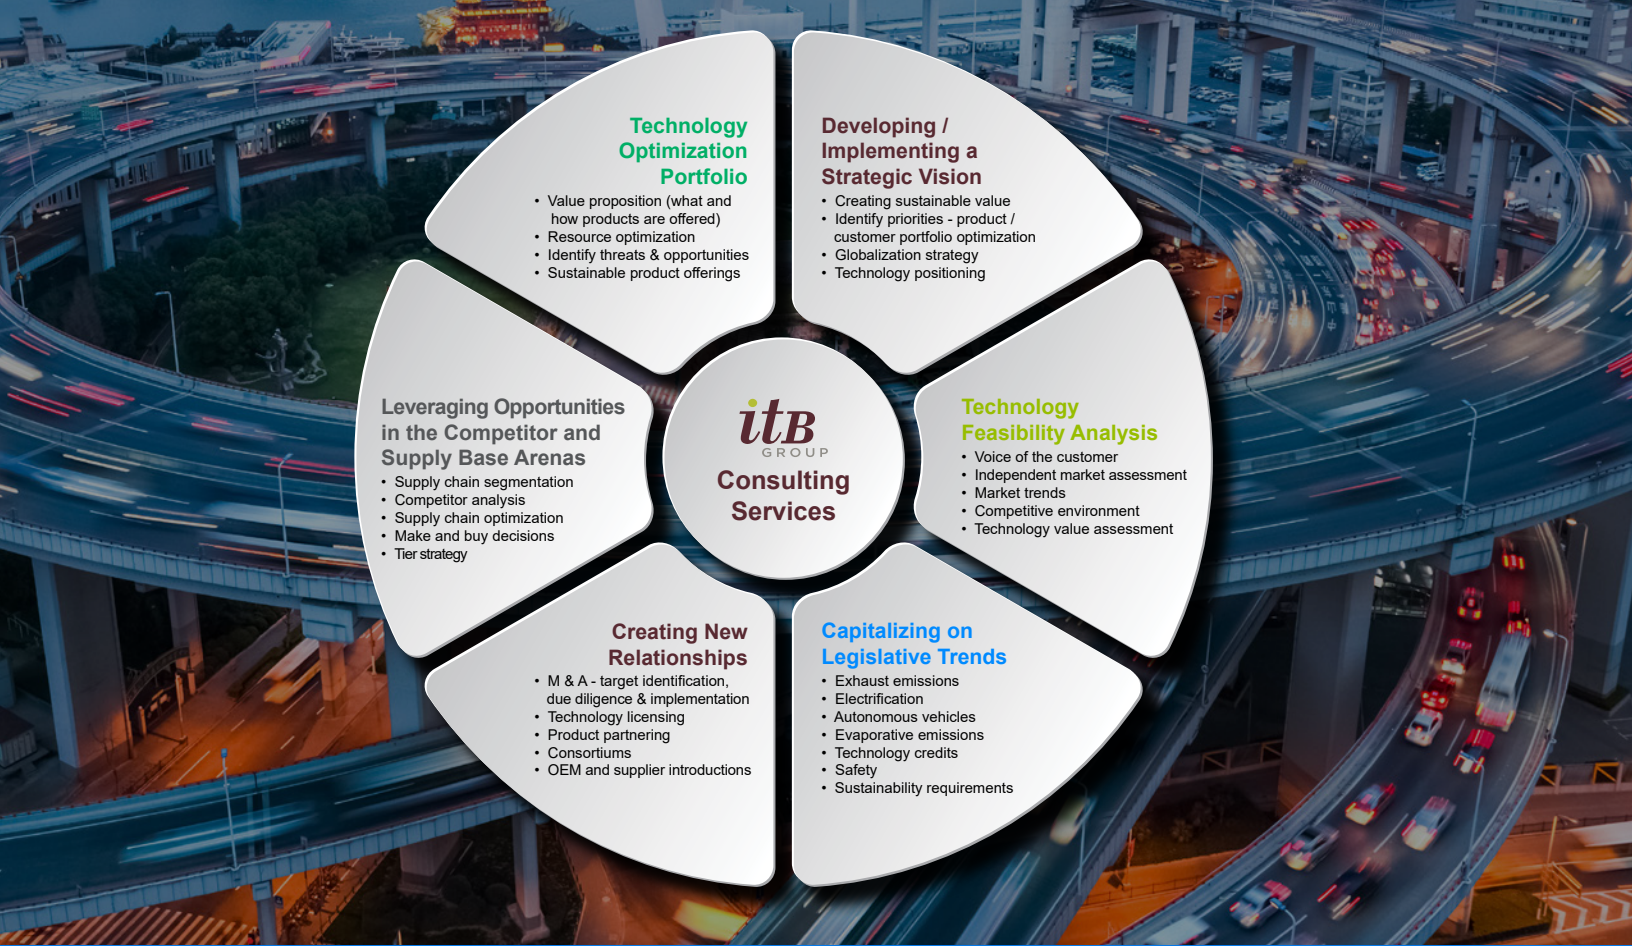 Technology
Optimization
Portfolio
• Value proposition (what and
how products are offered)
• Resource optimization
• Identify threats & opportunities
• Sustainable product offerings
Developing /
Implementing a
Strategic Vision
• Creating sustainable value
• Identify priorities - product /
customer portfolio optimization
• Globalization strategy
• Technology positioning
Leveraging Opportunities
in the Competitor and
Supply Base Arenas
• Supply chain segmentation
• Competitor analysis
• Supply chain optimization
• Make and buy decisions
• Tier strategy
itB
GROUP
Consulting
Services
Technology
Feasibility Analysis
• Voice of the customer
• Independent market assessment
• Market trends
• Competitive environment
• Technology value assessment
Creating New
Relationships
• M & A - target identification,
due diligence & implementation
• Technology licensing
• Product partnering
• Consortiums
• OEM and supplier introductions
Capitalizing on
Legislative Trends
• Exhaust emissions
• Electrification
• Autonomous vehicles
• Evaporative emissions
• Technology credits
• Safety
• Sustainability requirements